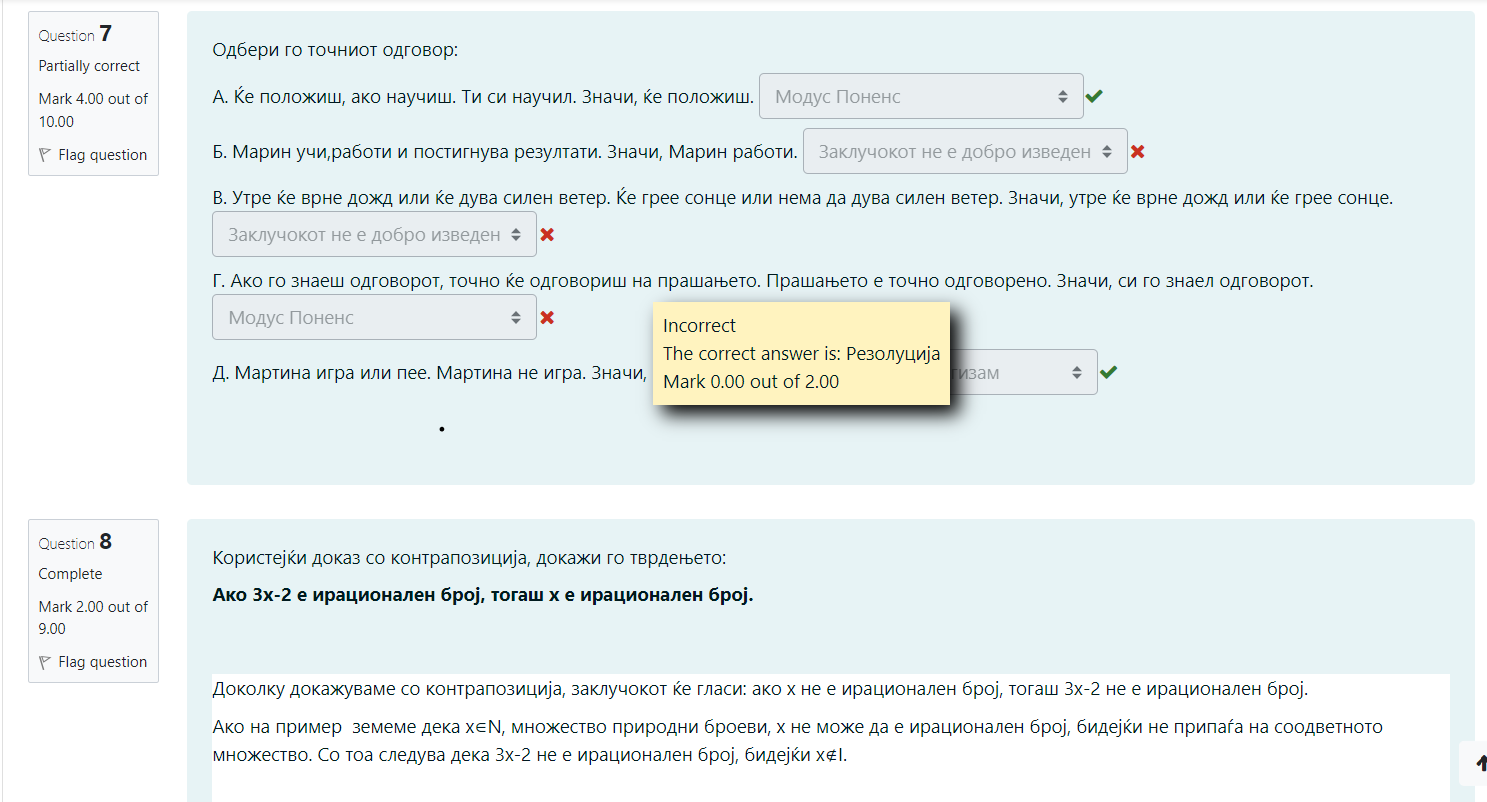 Question 7
Partially correct
Mark 4.00 out of
10.00
Flag question
Одбери го точниот одговор:
А. Ќе положиш, ако научиш. Ти си научил. Значи, ќе положиш. Модус Поненс
Б. Марин учи,работи и постигнува резултати. Значи, Марин работи. Заклучокот не е добро изведен
В. Утре ќе врне дожд или ќе дува силен ветер. Ќе грее сонце или нема да дува силен ветер. Значи, утре ќе врне дожд или ќе грее сонце.
Заклучокот не е добро изведен
Г. Ако го знаеш одговорот, точно ќе одговориш на прашањето. Прашањето е точно одговорено. Значи, си го знаел одговорот.
Модус Поненс
Incorrect
The correct answer is: Резолуција
Mark 0.00 out of 2.00
Д. Мартина игра или пее. Мартина не игра. Значи,
Question 8
Complete
Mark 2.00 out of
9.00
Flag question
Користејќи доказ со контрапозиција, докажи го тврдењето:
Ако 3x-2 е ирационален број, тогаш x е ирационален број.
Доколку докажуваме со контрапозиција, заклучокот ќе гласи: ако x не е ирационален број, тогаш 3x-2 не е ирационален број.
Ако на пример земеме дека x∈N, множество природни броеви, x не може да е ирационален број, бидејќи не припаѓа на соодветното
множество. Со тоа следува дека 3x-2 не е ирационален број, бидејќи x∉I.